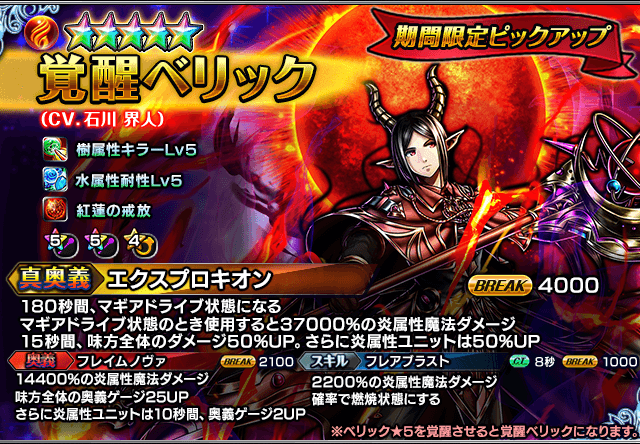 期間限定ピックアップ
覚醒ベリック
(CV.石川 界人)
樹属性キラーLv5
水属性耐性Lv5
紅蓮の戒放
5 5 4
真奥義 エクスプロキオン BREAK 4000
180秒間、マギアドライブ状態になる
マギアドライブ状態のとき使用すると37000%の炎属性魔法ダメージ
15秒間、味方全体のダメージ50%UP。さらに炎属性ユニットは50%UP
奥義 フレイムノヴァ BREAK 2100
14400%の炎属性魔法ダメージ
味方全体の奥義ゲージ25UP
さらに炎属性ユニットは10秒間、奥義ゲージ2UP
スキル フレアブラスト CT 8秒 BREAK 1000
2200%の炎属性魔法ダメージ
確率で燃焼状態にする
※ベリック★5を覚醒させると覚醒ベリックになります。